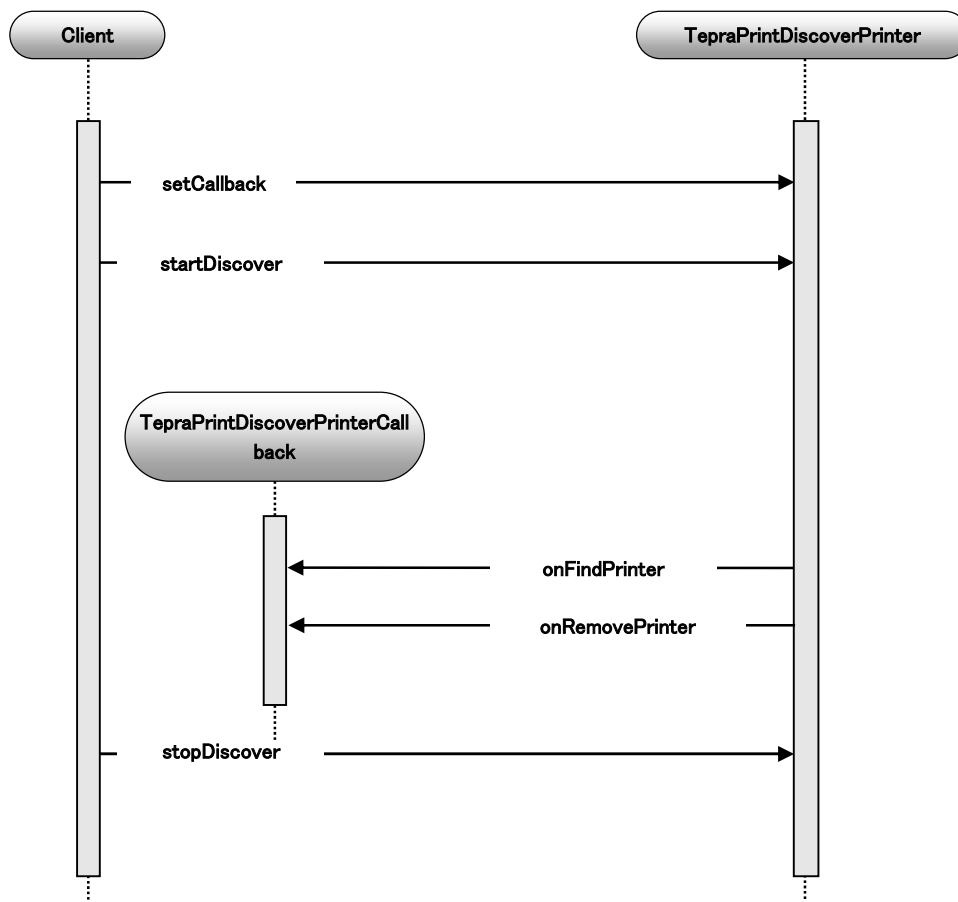 Client
TepraPrintDiscoverPrinter
setCallback
startDiscover
TepraPrintDiscoverPrinterCall
back
onFindPrinter
onRemovePrinter
stopDiscover